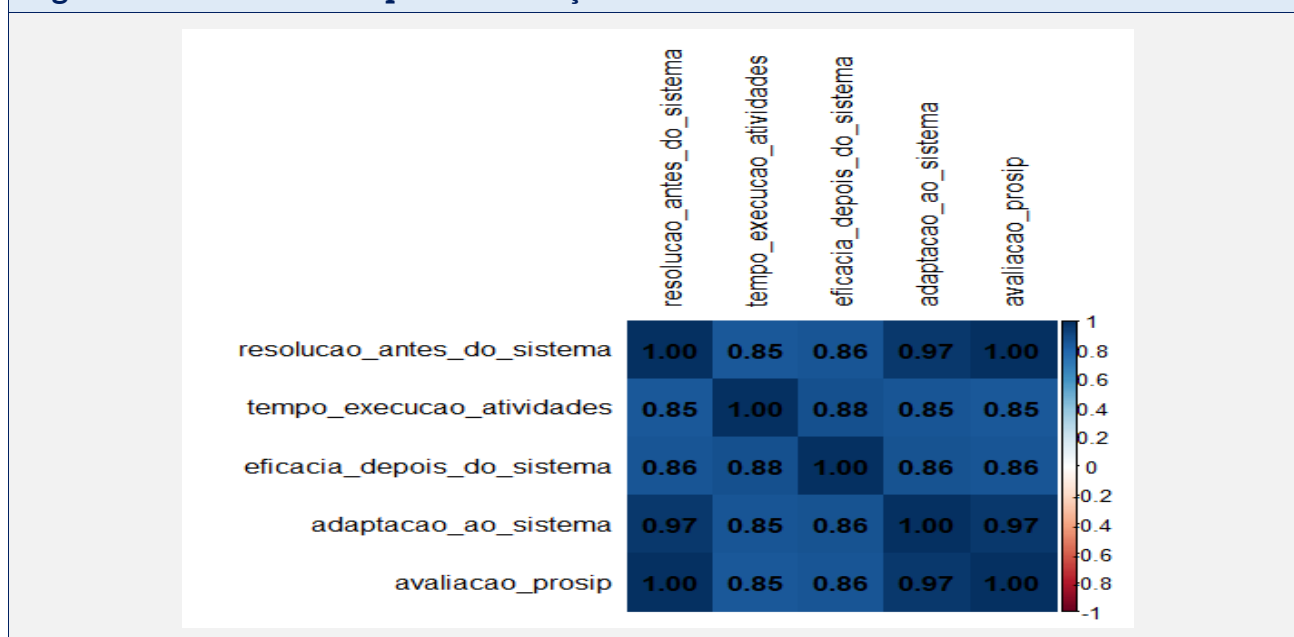 resolucao_antes_do_sistema
tempo_execucao_atividades
eficacia_depois_do_sistema
adaptacao_ao_sistema
avaliacao_prosip
resolucao_antes_do_sistema 1.00 0.85 0.86 0.97 1.00
tempo_execucao_atividades 0.85 1.00 0.88 0.85 0.85
eficacia_depois_do_sistema 0.86 0.88 1.00 0.86 0.86
adaptacao_ao_sistema 0.97 0.85 0.86 1.00 0.97
avaliacao_prosip 1.00 0.85 0.86 0.97 1.00
1
0.8
0.6
0.4
0.2
0
-0.2
-0.4
-0.6
-0.8
-1